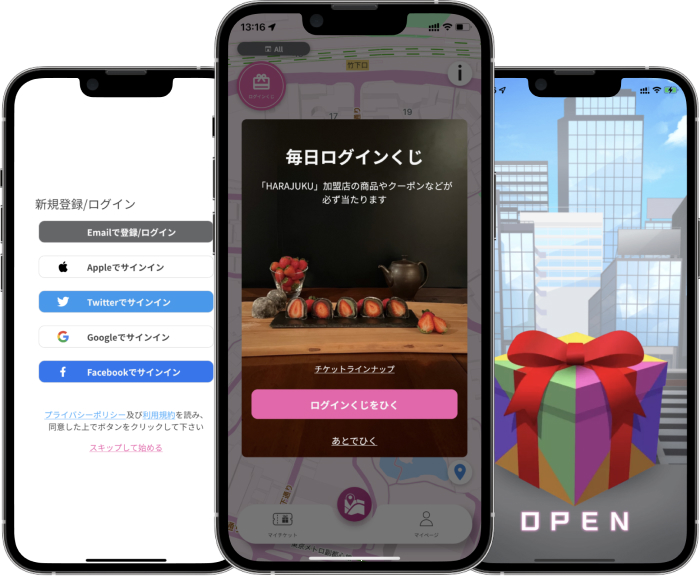 新規登録/ログイン
Emailで登録/ログイン
Appleでサインイン
Twitterでサインイン
Googleでサインイン
Facebookでサインイン
プライバシーポリシー及び利用規約を読み、
同意した上でボタンをクリックして下さい
スキップして始める
13:16
All
竹下口
ログインくじ
17
19
毎日ログインくじ
「HARAJUKU」加盟店の商品やクーポンなどが
必ず当たります
チケットラインナップ
ログインくじをひく
あとでひく
マイチケット
マイページ
OPEN